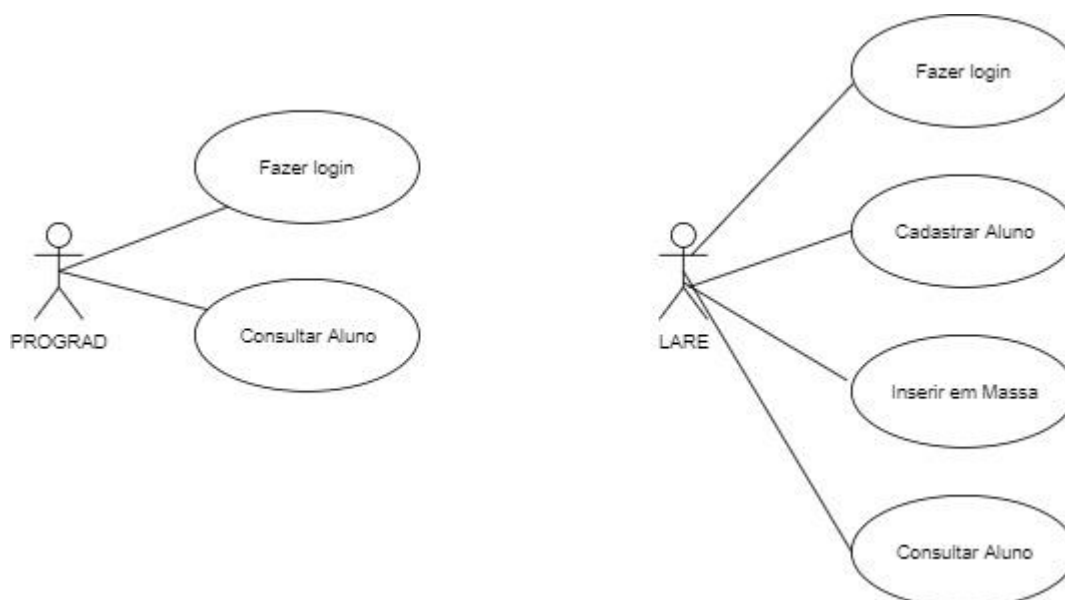 Fazer login
Consultar Aluno
PROGRAD
Fazer login
Cadastrar Aluno
LARE
Inserir em Massa
Consultar Aluno